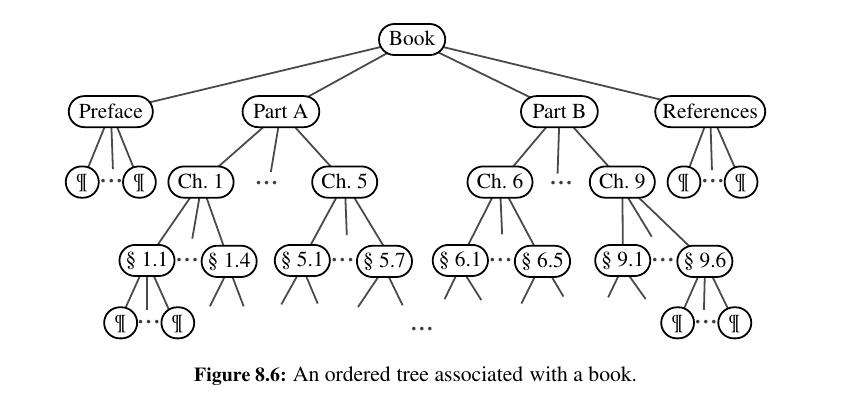 Book
Preface Part A Part B References
¶ ... ¶ Ch. 1 ... Ch. 5 Ch. 6 ... Ch. 9 ¶ ... ¶
§ 1.1 ... § 1.4 § 5.1 ... § 5.7 § 6.1 ... § 6.5 § 9.1 ... § 9.6
¶ ... ¶ ... ¶ ... ¶
Figure 8.6: An ordered tree associated with a book.